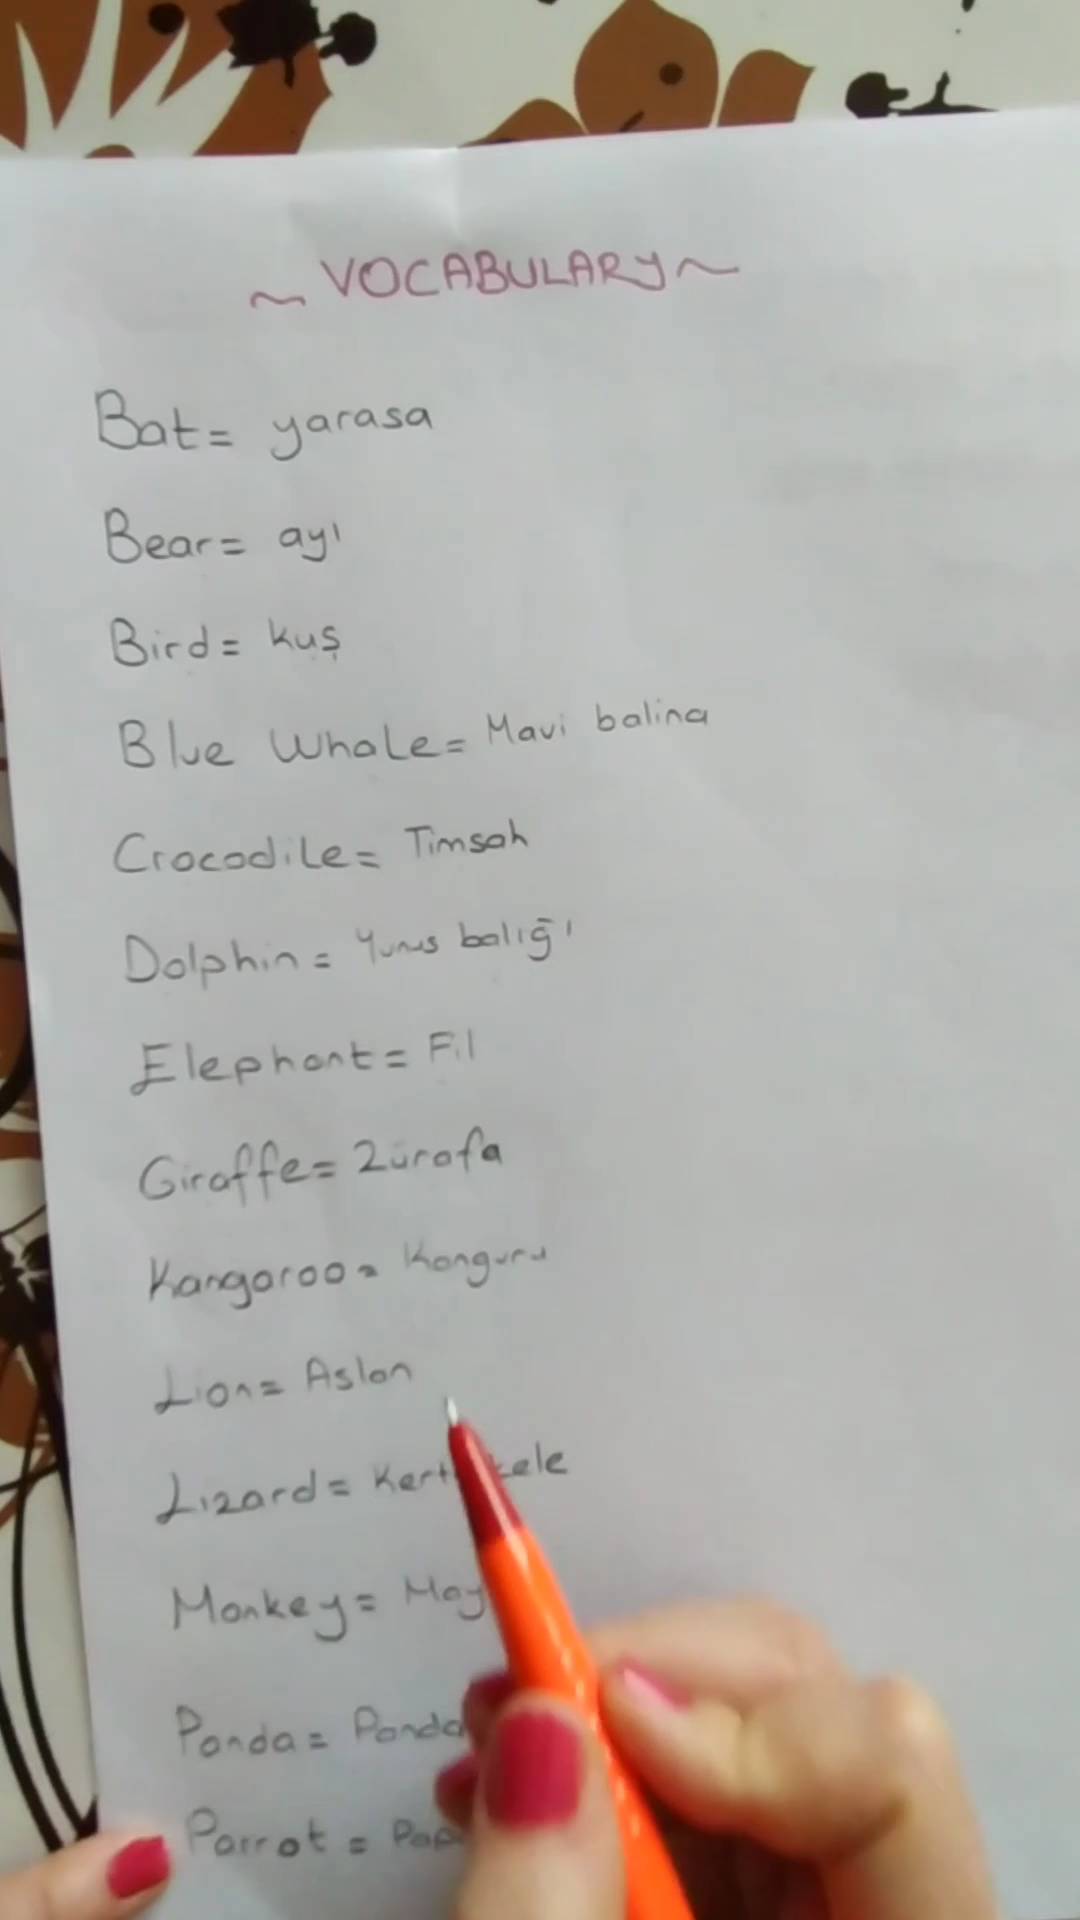 ~ VOCABULARY ~
Bat= yarasa
Bear= ayı
Bird= kuş
Blue Whale= Mavi balina
Crocodile= Timsah
Dolphin= Yunus balığı
Elephant= Fil
Giraffe= Zürafa
Kangaroo= Kanguru
Lion= Aslan
Lizard=
Monkey=
Panda= Panda
Parrot=